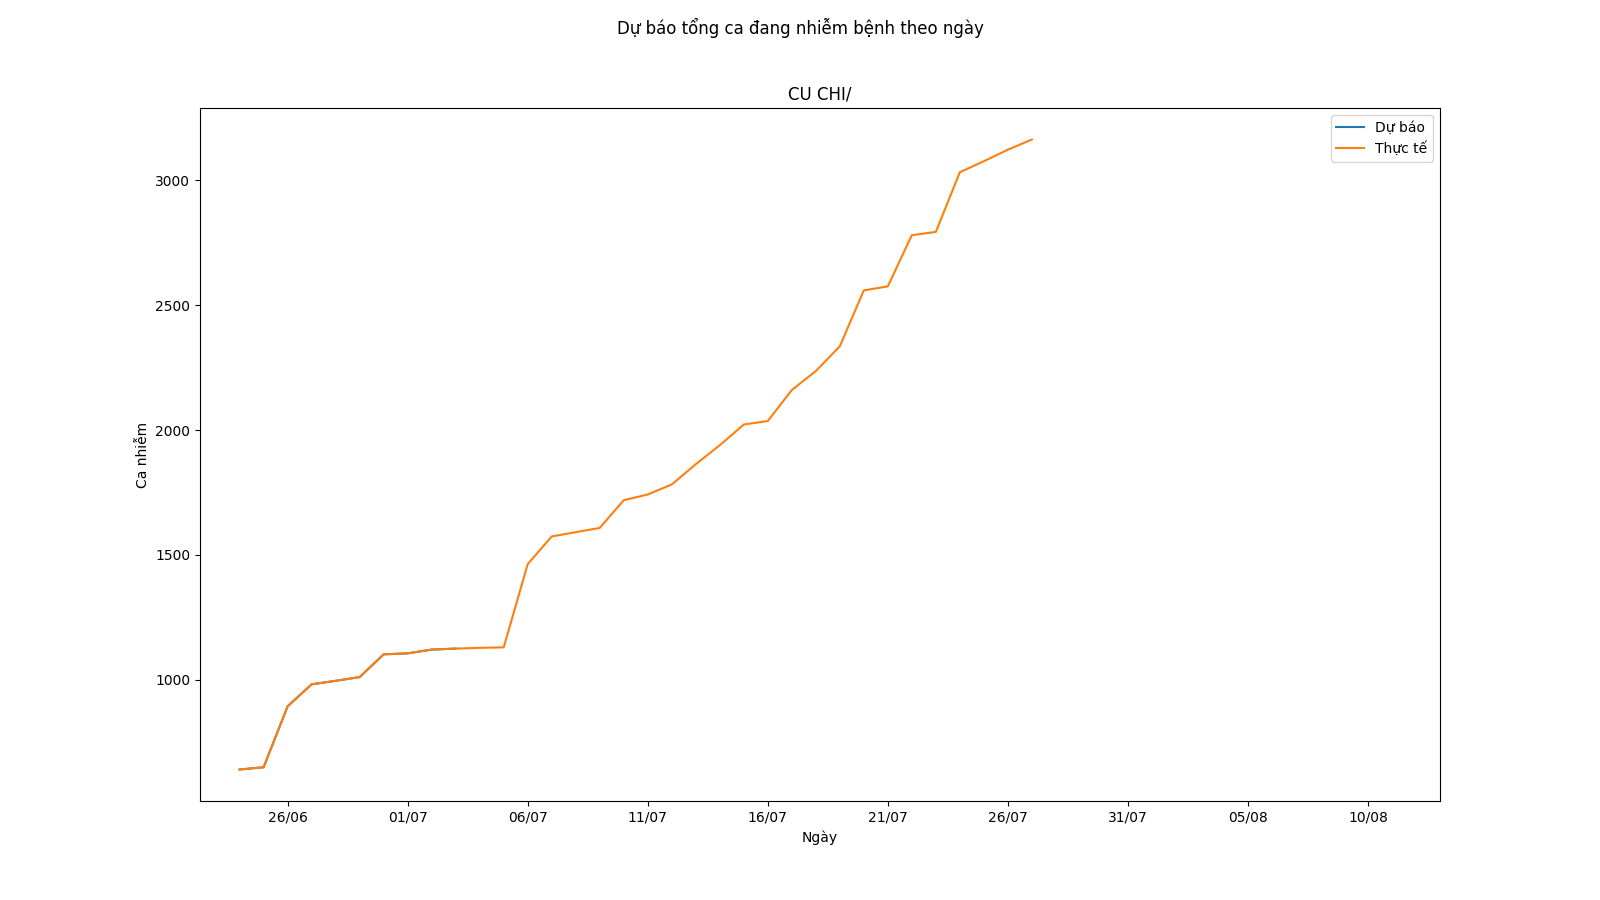 Dự báo tổng ca đang nhiễm bệnh theo ngày
CU CHI/
Dự báo
Thực tế
3000
2500
2000
1500
1000
Ca nhiễm
26/06
01/07
06/07
11/07
16/07
21/07
26/07
31/07
05/08
10/08
Ngày